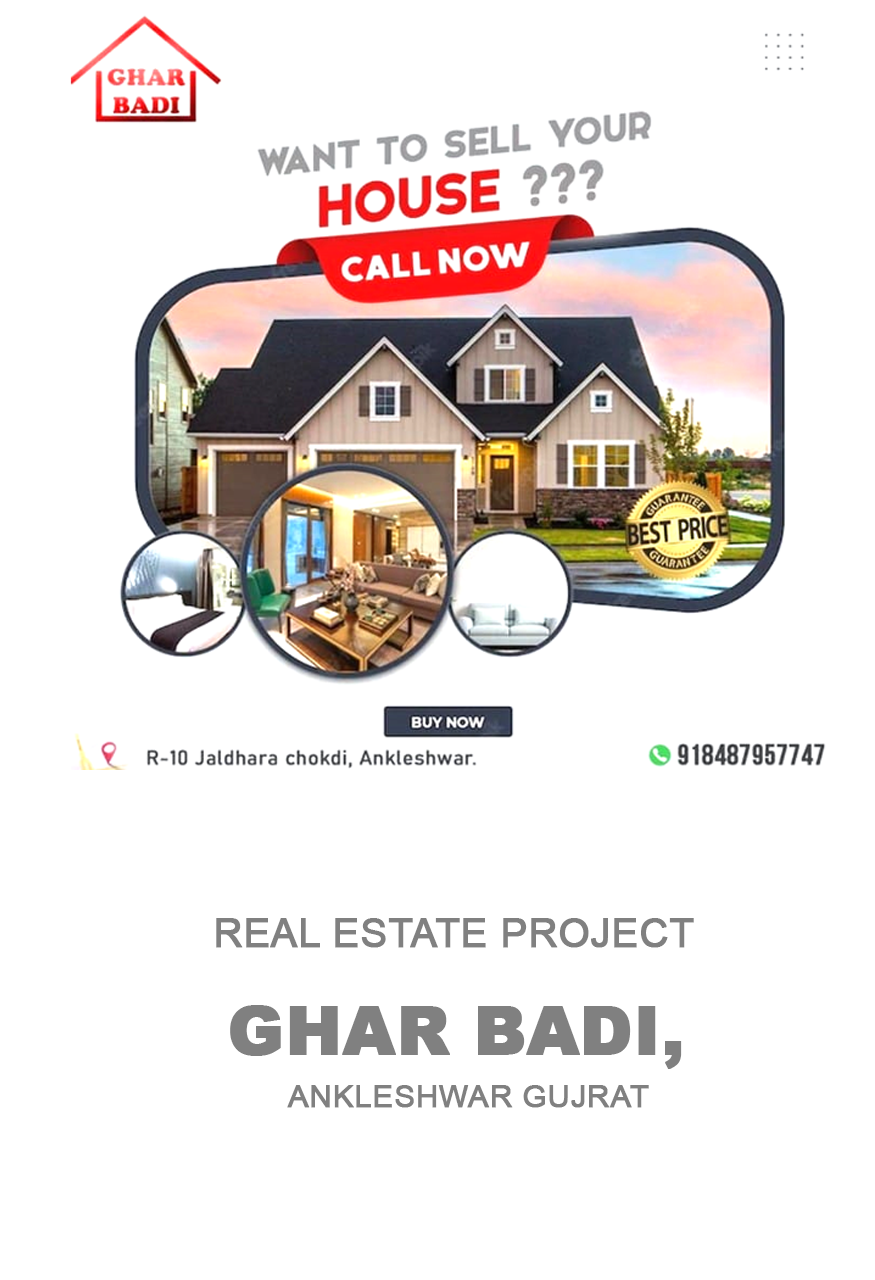 GHAR
BADI
WANT TO SELL YOUR
HOUSE ???
CALL NOW
GUARANTEE
BEST PRICE
GUARANTEE
BUY NOW
R-10 Jaldhara chokdi, Ankleshwar.
918487957747
REAL ESTATE PROJECT
GHAR BADI,
ANKLESHWAR GUJRAT